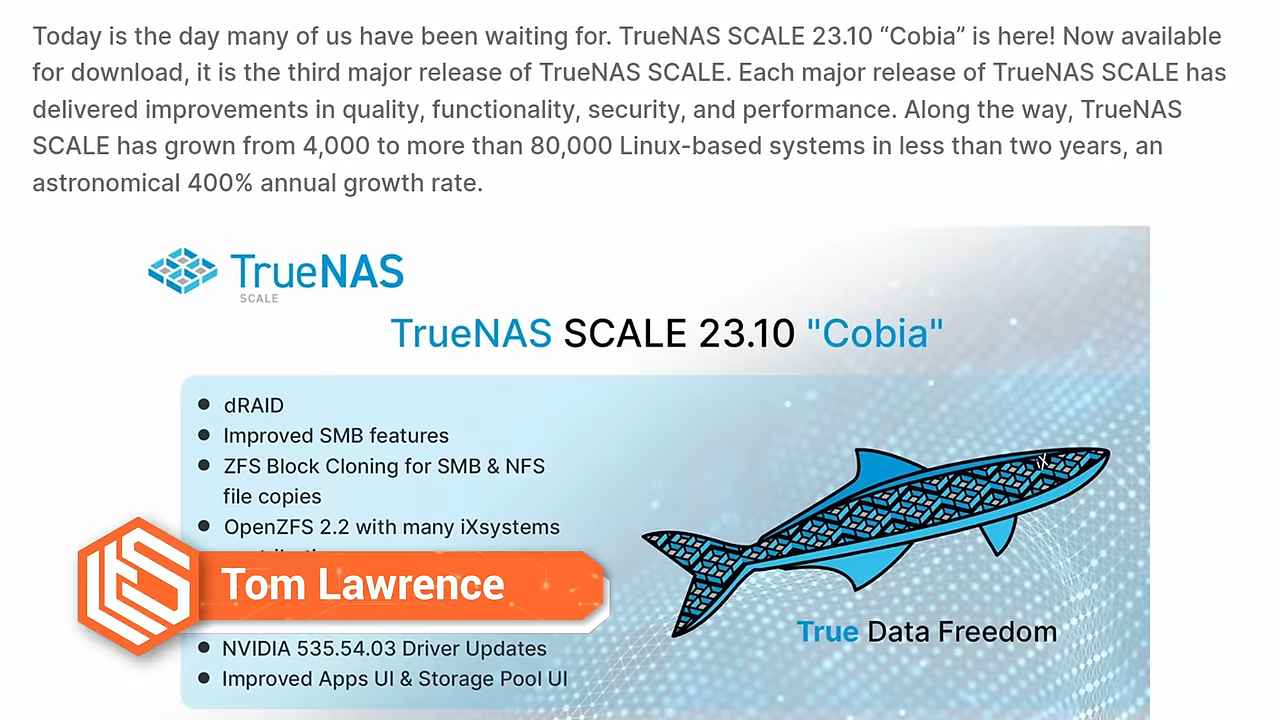 Today is the day many of us have been waiting for. TrueNAS SCALE 23.10 “Cobia” is here! Now available
for download, it is the third major release of TrueNAS SCALE. Each major release of TrueNAS SCALE has
delivered improvements in quality, functionality, security, and performance. Along the way, TrueNAS
SCALE has grown from 4,000 to more than 80,000 Linux-based systems in less than two years, an
astronomical 400% annual growth rate.
TrueNAS
SCALE
TrueNAS SCALE 23.10 "Cobia"
dRAID
Improved SMB features
ZFS Block Cloning for SMB & NFS
file copies
OpenZFS 2.2 with many iXsystems
Tom Lawrence
NVIDIA 535.54.03 Driver Updates
Improved Apps UI & Storage Pool UI
iX
True Data Freedom